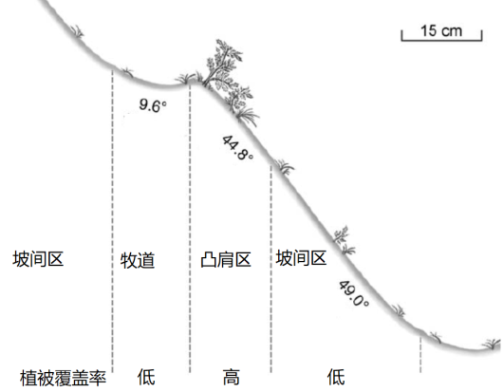 15 cm
9.6°
44.8°
坡间区 牧道 凸肩区 坡间区
49.0°
植被覆盖率 低 高 低